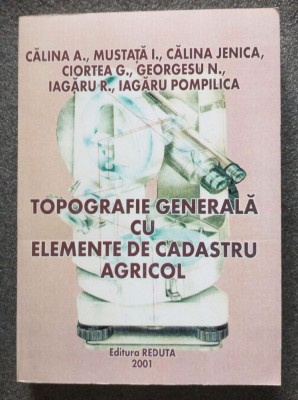 CĂLINA A., MUSTAȚĂ I., CĂLINA JENICA,
CIORTEA G., GEORGESU N.,
IAGĂRU R., IAGĂRU POMPILICA
TOPOGRAFIE GENERALĂ
CU
ELEMENTE DE CADASTRU
AGRICOL
Editura REDUTA
2001